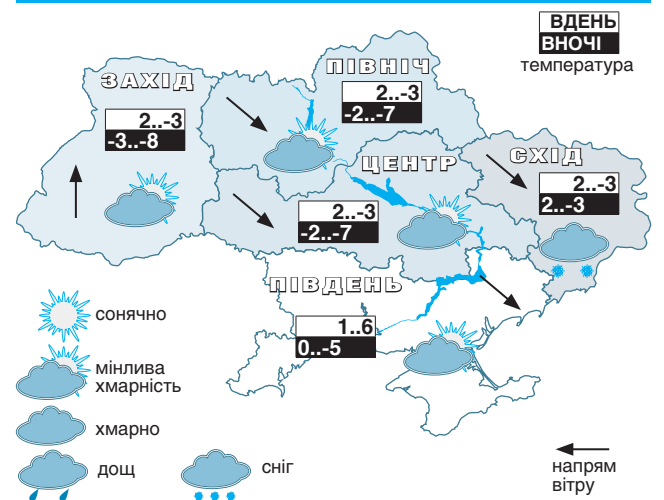 ВДЕНЬ
ВНОЧІ
температура
ПІВНІЧ
2..-3
-2..-7
ЗАХІД
2..-3
-3..-8
ЦЕНТР
2..-3
-2..-7
СХІД
2..-3
2..-3
ПІВДЕНЬ
1..6
0..-5
сонячно
мінлива
хмарність
хмарно
дощ
сніг
напрям
вітру